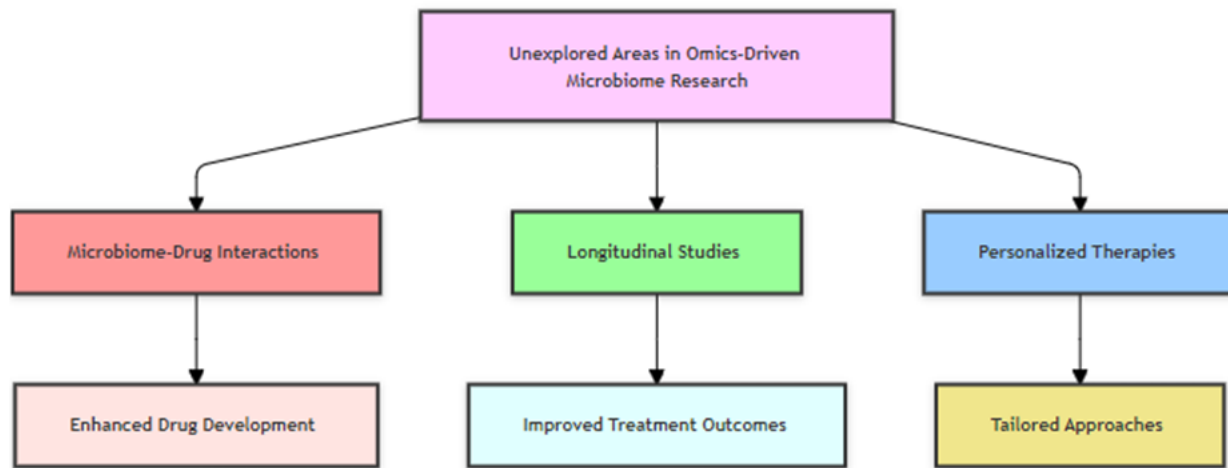 Unexplored Areas in Omics-Driven
Microbiome Research
Microbiome-Drug Interactions
Longitudinal Studies
Personalized Therapies
Enhanced Drug Development
Improved Treatment Outcomes
Tailored Approaches